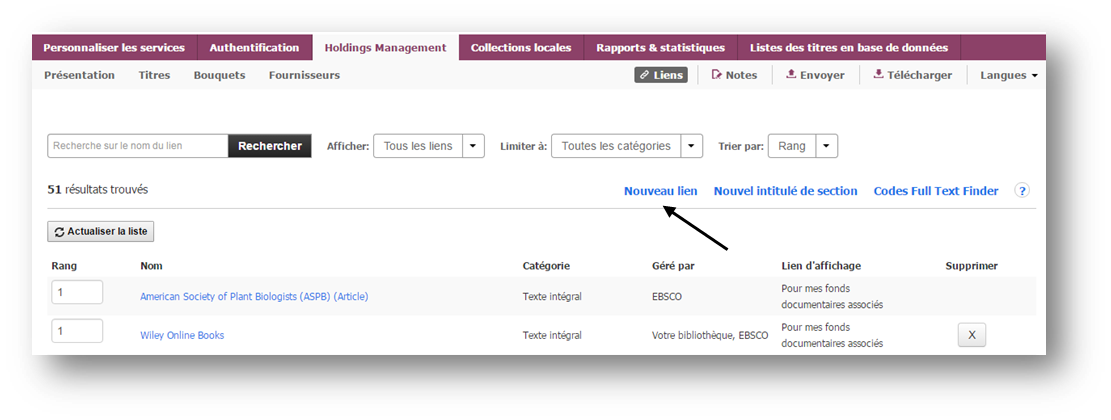 Personnaliser les services Authentification Holdings Management Collections locales Rapports & statistiques Listes des titres en base de données
Présentation Titres Bouquets Fournisseurs Liens Notes Envoyer Télécharger Langues
Recherche sur le nom du lien Rechercher Afficher: Tous les liens Limiter à: Toutes les catégories Trier par: Rang
51 résultats trouvés Nouveau lien Nouvel intitulé de section Codes Full Text Finder ?
Actualiser la liste
Rang Nom Catégorie Géré par Lien d'affichage Supprimer
1 American Society of Plant Biologists (ASPB) (Article) Texte intégral EBSCO Pour mes fonds
documentaires associés
1 Wiley Online Books Texte intégral Votre bibliothèque, EBSCO Pour mes fonds
documentaires associés X